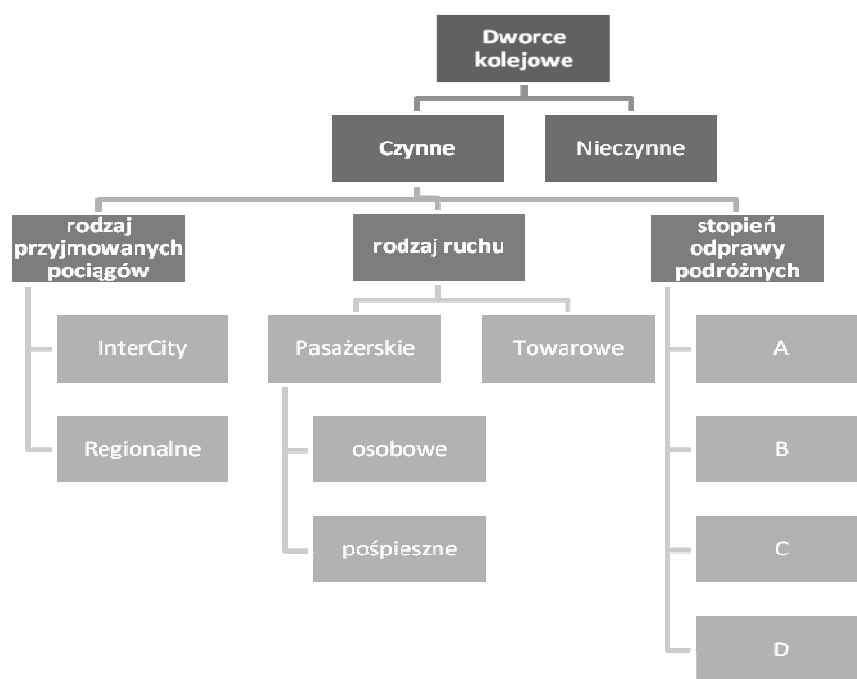 Dworce
kolejowe
Czynne
Nieczynne
rodzaj
przyjmowanych
pociągów
rodzaj ruchu
stopień
odprawy
podróżnych
InterCity
Pasażerskie
Towarowe
A
Regionalne
osobowe
B
pośpieszne
C
D